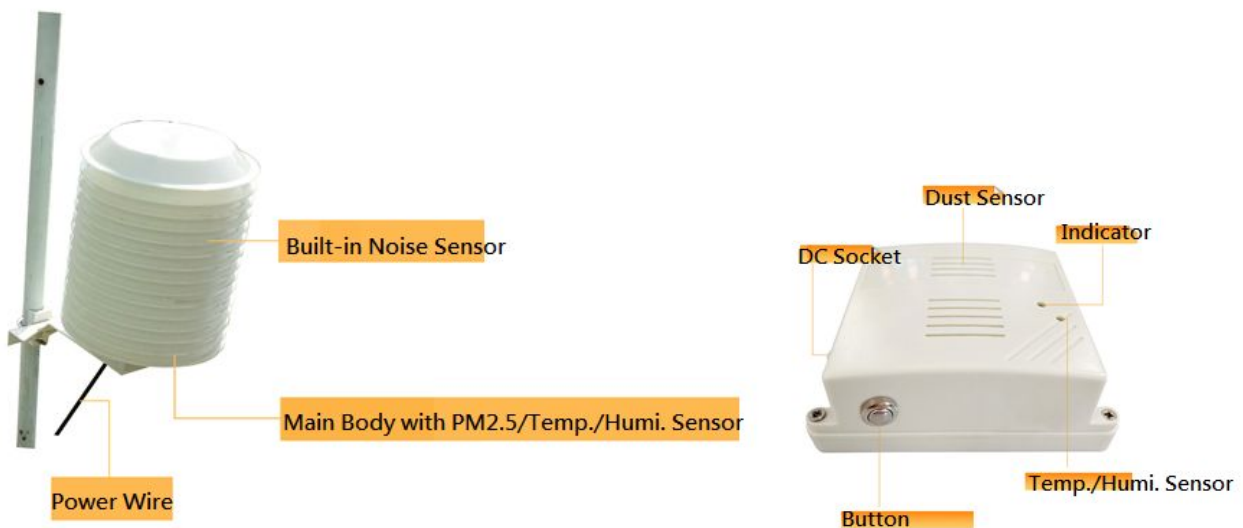 Built-in Noise Sensor
Main Body with PM2.5/Temp./Humi. Sensor
Power Wire
Dust Sensor
Indicator
DC Socket
Temp./Humi. Sensor
Button